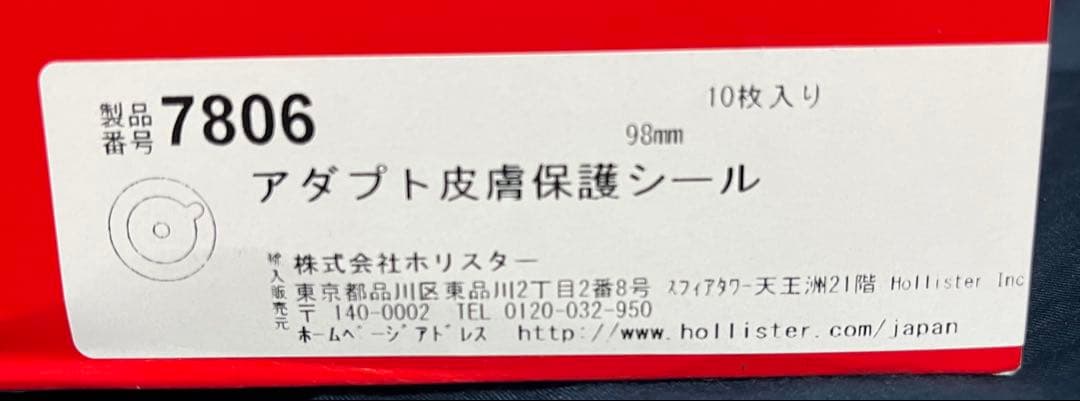 製品番号 7806
10枚入り
98mm
アダプト皮膚保護シール
輸入販売元
株式会社ホリスター
東京都品川区東品川2丁目2番8号 スフィアタワー天王洲21階 Hollister Inc
〒 140-0002 TEL 0120-032-950
ホームページアドレス http://www.hollister.com/japan